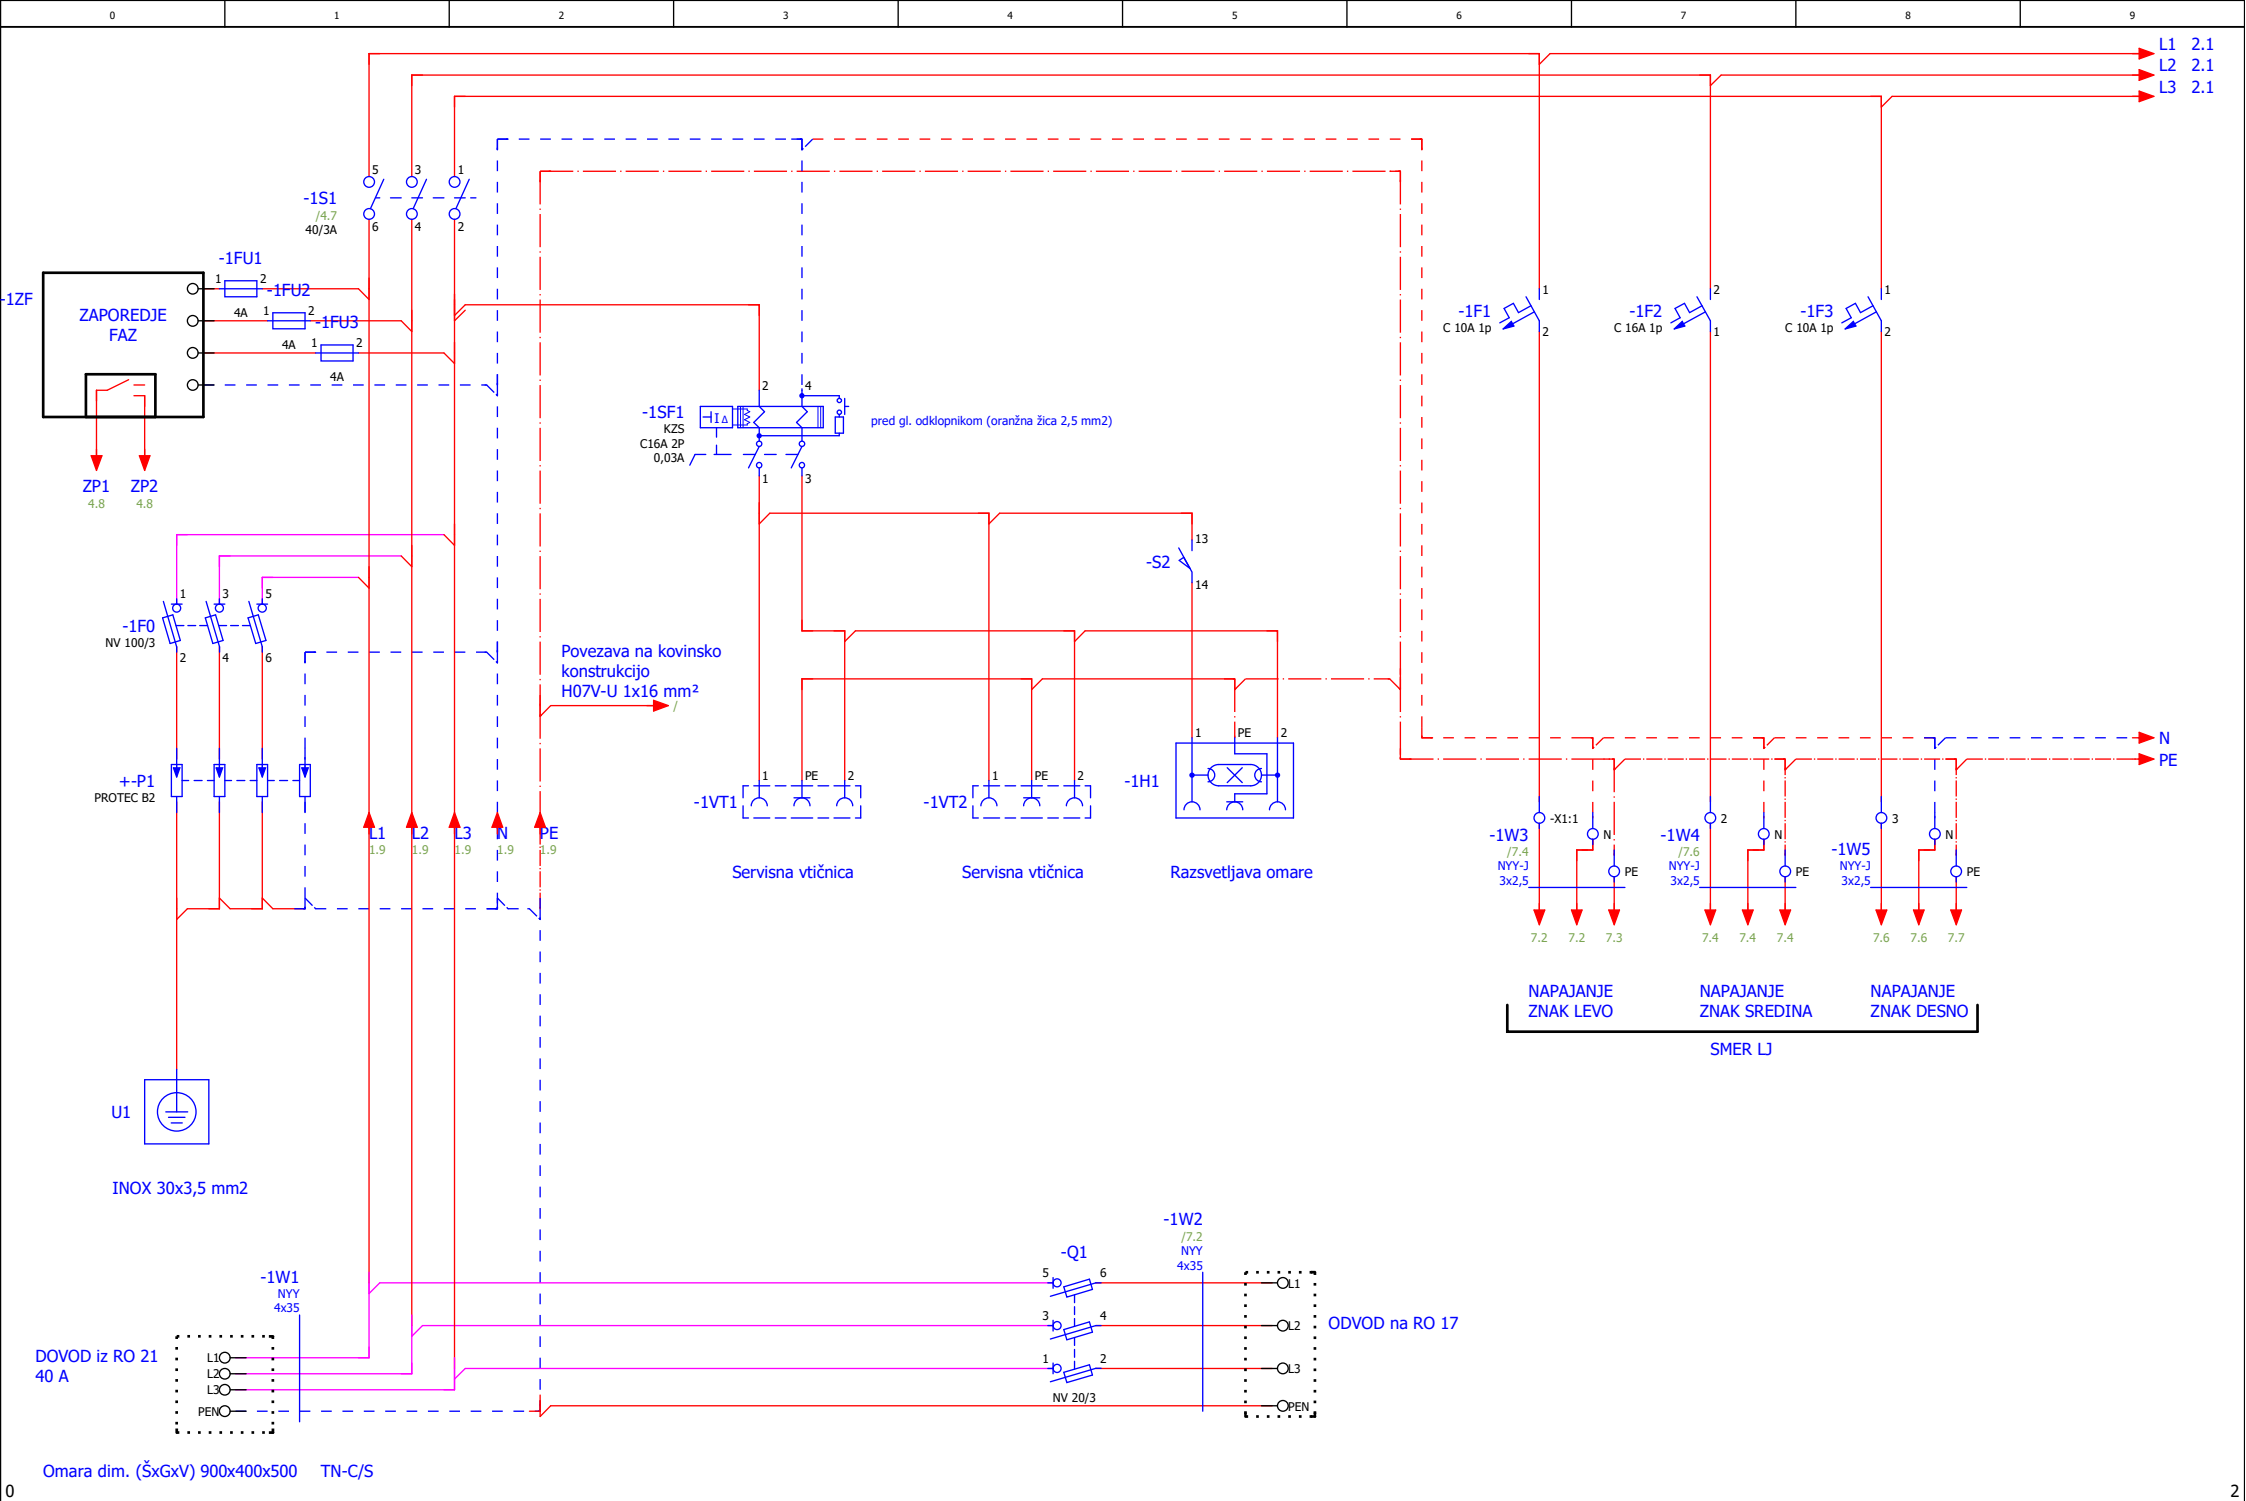 0 1 2 3 4 5 6 7 8 9
L1 2.1
L2 2.1
L3 2.1
5 3 1
-1S1
/4.7
40/3A
6 4 2
-1FU1
1 2
-1FU2
4A 1 2
-1FU3
4A 1 2
4A
-1ZF
ZAPOREDJE
FAZ
ZP1 ZP2
4.8 4.8
2 4
-1SF1
KZS
C16A 2P
0,03A
I Δ
1 3
pred gl. odklopnikom (oranžna žica 2,5 mm2)
1
-1F1
C 10A 1p
2
2
-1F2
C 16A 1p
1
1
-1F3
C 10A 1p
2
13
-S2
14
1 3 5
-1F0
NV 100/3
2 4 6
Povezava na kovinsko
konstrukcijo
H07V-U 1x16 mm²
/
+-P1
PROTEC B2
L1 L2 L3 N PE
1.9 1.9 1.9 1.9 1.9
1 PE 2
-1VT1
Servisna vtičnica
1 PE 2
-1VT2
Servisna vtičnica
1 PE 2
-1H1
Razsvetljava omare
N
PE
-X1:1
N
PE
-1W3
/7.4
NYY-J
3x2,5
7.2 7.2 7.3
2
N
PE
-1W4
/7.6
NYY-J
3x2,5
7.4 7.4 7.4
3
N
PE
-1W5
NYY-J
3x2,5
7.6 7.6 7.7
NAPAJANJE
ZNAK LEVO
NAPAJANJE
ZNAK SREDINA
NAPAJANJE
ZNAK DESNO
SMER LJ
U1
INOX 30x3,5 mm2
-1W1
NYY
4x35
DOVOD iz RO 21
40 A
L1
L2
L3
PEN
-Q1
5 6
3 4
1 2
NV 20/3
-1W2
/7.2
NYY
4x35
L1
L2
L3
PEN
ODVOD na RO 17
Omara dim. (ŠxGxV) 900x400x500 TN-C/S
0
2